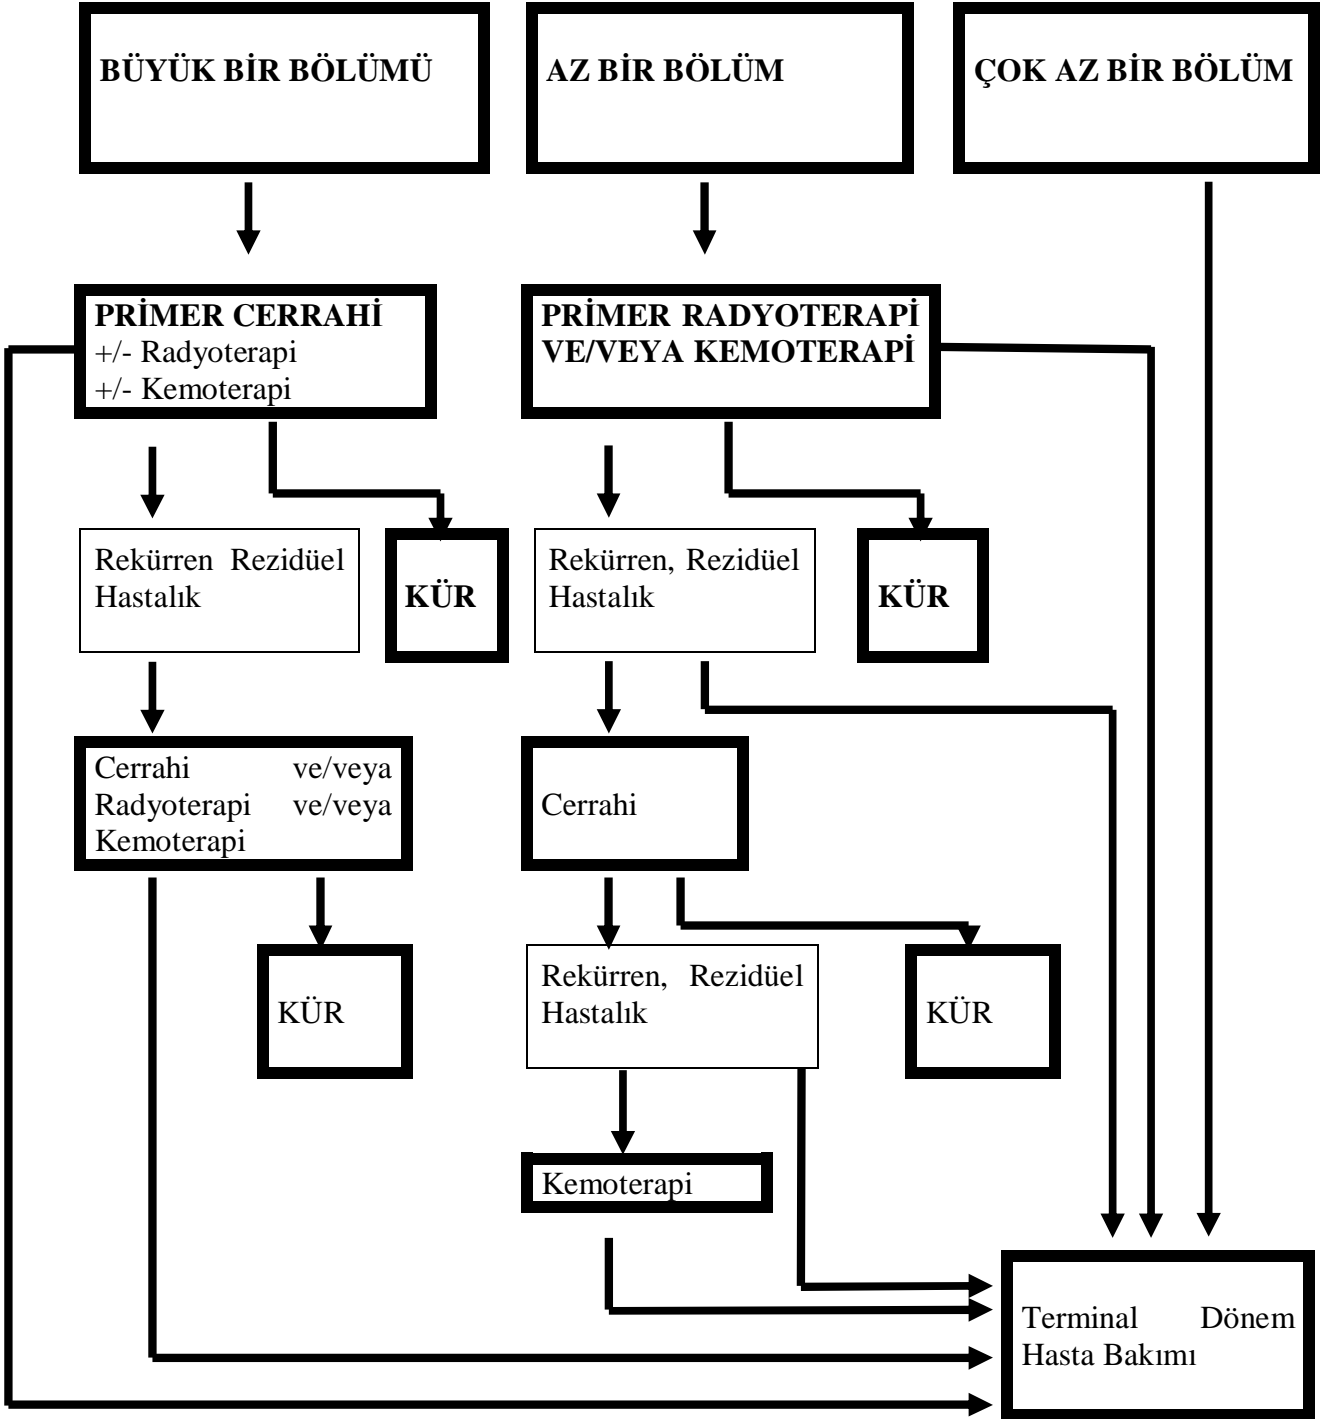 BÜYÜK BİR BÖLÜMÜ
AZ BİR BÖLÜM
ÇOK AZ BİR BÖLÜM
PRİMER CERRAHİ
+/- Radyoterapi
+/- Kemoterapi
PRİMER RADYOTERAPİ
VE/VEYA KEMOTERAPİ
Rekürren Rezidüel
Hastalık
KÜR
Rekürren, Rezidüel
Hastalık
KÜR
Cerrahi ve/veya
Radyoterapi ve/veya
Kemoterapi
Cerrahi
KÜR
Rekürren, Rezidüel
Hastalık
KÜR
Kemoterapi
Terminal Dönem
Hasta Bakımı